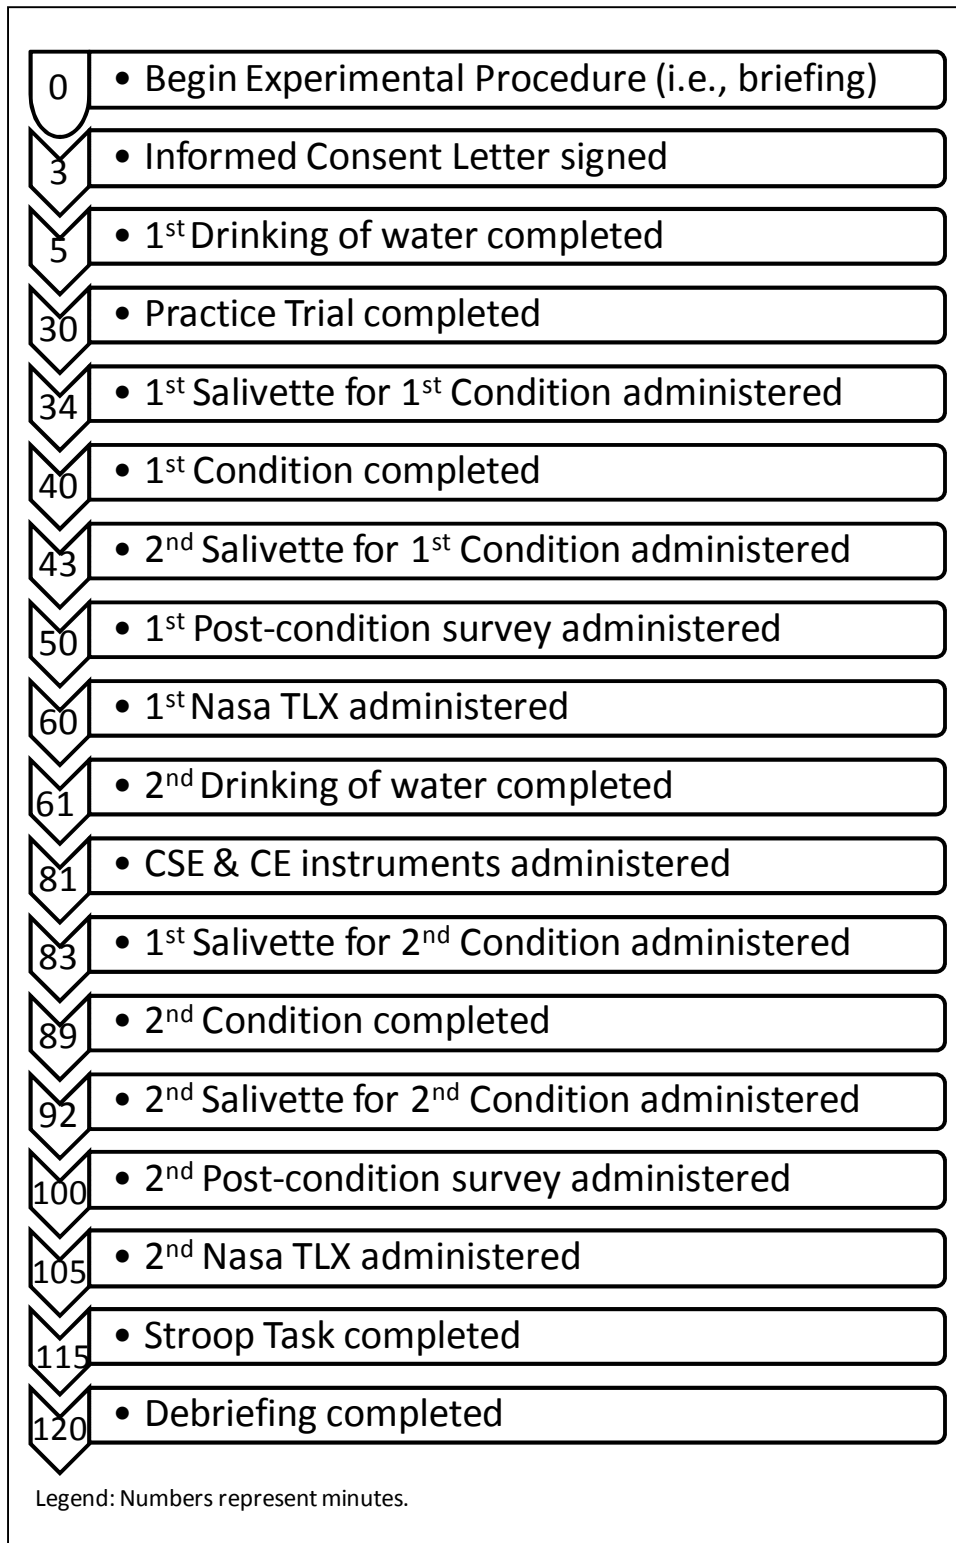 0 • Begin Experimental Procedure (i.e., briefing)
3 • Informed Consent Letter signed
5 • 1st Drinking of water completed
30 • Practice Trial completed
34 • 1st Salivette for 1st Condition administered
40 • 1st Condition completed
43 • 2nd Salivette for 1st Condition administered
50 • 1st Post-condition survey administered
60 • 1st Nasa TLX administered
61 • 2nd Drinking of water completed
81 • CSE & CE instruments administered
83 • 1st Salivette for 2nd Condition administered
89 • 2nd Condition completed
92 • 2nd Salivette for 2nd Condition administered
100 • 2nd Post-condition survey administered
105 • 2nd Nasa TLX administered
115 • Stroop Task completed
120 • Debriefing completed
Legend: Numbers represent minutes.